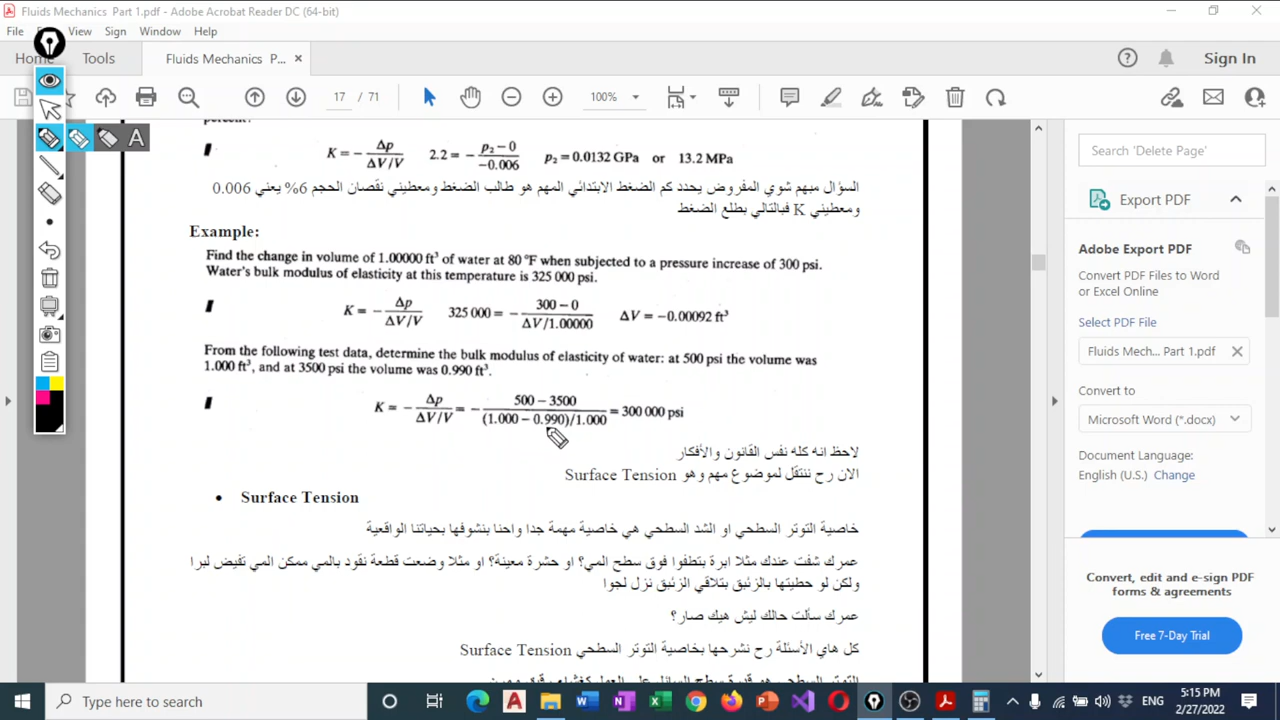 Fluids Mechanics Part 1.pdf - Adobe Acrobat Reader DC (64-bit)
File
View
Sign
Window
Help
Home
Tools
Fluids Mechanics P...
Sign In
17 / 71
100%
percent?
K = − Δp / ΔV/V 2.2 = − p₂ − 0 / −0.006 p₂ = 0.0132 GPa or 13.2 MPa
السؤال مبهم شوي المفروض يحدد كم الضغط الابتدائي المهم هو طالب الضغط ومعطيني نقصان الحجم 6% يعني 0.006
ومعطيني K فبالتالي بطلع الضغط
Example:
Find the change in volume of 1.00000 ft³ of water at 80 °F when subjected to a pressure increase of 300 psi.
Water's bulk modulus of elasticity at this temperature is 325 000 psi.
K = − Δp / ΔV/V 325 000 = − 300 − 0 / ΔV/1.00000 ΔV = −0.00092 ft³
From the following test data, determine the bulk modulus of elasticity of water: at 500 psi the volume was
1.000 ft³, and at 3500 psi the volume was 0.990 ft³.
K = − Δp / ΔV/V = − 500 − 3500 / (1.000 − 0.990)/1.000 = 300 000 psi
لاحظ انه كله نفس القانون والأفكار
الان رح ننتقل لموضوع مهم وهو Surface Tension
• Surface Tension
خاصية التوتر السطحي او الشد السطحي هي خاصية مهمة جدا واحنا بنشوفها بحياتنا الواقعية
عمرك شفت عندك مثلا ابرة بتطفوا فوق سطح المي؟ او حشرة معينة؟ او مثلا وضعت قطعة نقود بالمي ممكن المي تفيض لبرا
ولكن لو حطيتها بالزئبق بتلاقي الزئبق نزل لجوا
عمرك سألت حالك ليش هيك صار؟
كل هاي الأسئلة رح نشرحها بخاصية التوتر السطحي Surface Tension
A
Search 'Delete Page'
Export PDF
Adobe Export PDF
Convert PDF Files to Word
or Excel Online
Select PDF File
Fluids Mech... Part 1.pdf
Convert to
Microsoft Word (*.docx)
Document Language:
English (U.S.) Change
Convert, edit and e-sign PDF
forms & agreements
Free 7-Day Trial
Type here to search
ENG
5:15 PM
2/27/2022